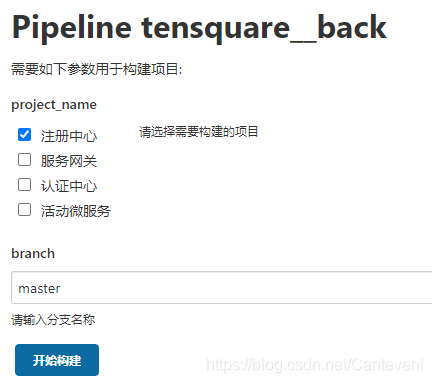 Pipeline tensquare__back
需要如下参数用于构建项目:
project_name
注册中心
请选择需要构建的项目
服务网关
认证中心
活动微服务
branch
master
请输入分支名称
开始构建
https://blog.csdn.net/Cantevenl